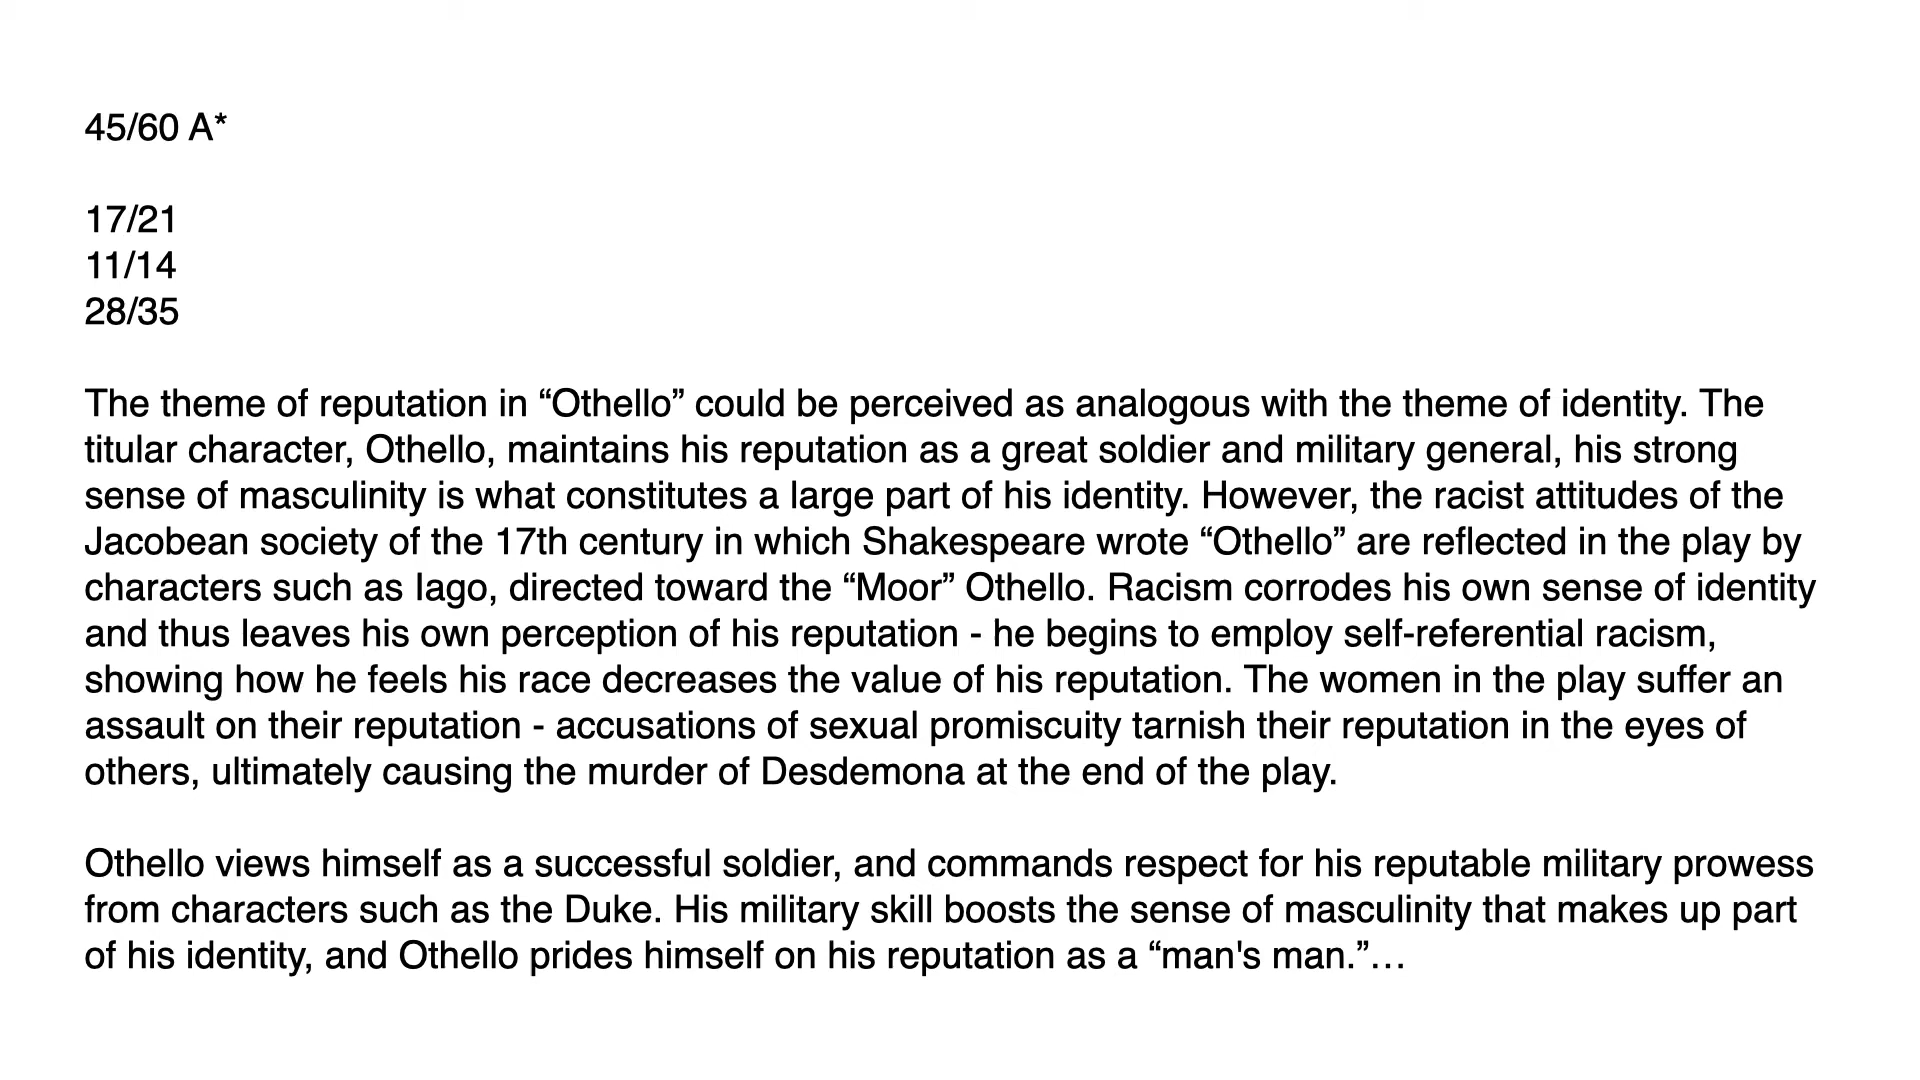 45/60 A*
17/21
11/14
28/35
The theme of reputation in “Othello” could be perceived as analogous with the theme of identity. The
titular character, Othello, maintains his reputation as a great soldier and military general, his strong
sense of masculinity is what constitutes a large part of his identity. However, the racist attitudes of the
Jacobean society of the 17th century in which Shakespeare wrote “Othello” are reflected in the play by
characters such as Iago, directed toward the “Moor” Othello. Racism corrodes his own sense of identity
and thus leaves his own perception of his reputation - he begins to employ self-referential racism,
showing how he feels his race decreases the value of his reputation. The women in the play suffer an
assault on their reputation - accusations of sexual promiscuity tarnish their reputation in the eyes of
others, ultimately causing the murder of Desdemona at the end of the play.
Othello views himself as a successful soldier, and commands respect for his reputable military prowess
from characters such as the Duke. His military skill boosts the sense of masculinity that makes up part
of his identity, and Othello prides himself on his reputation as a “man's man.”…